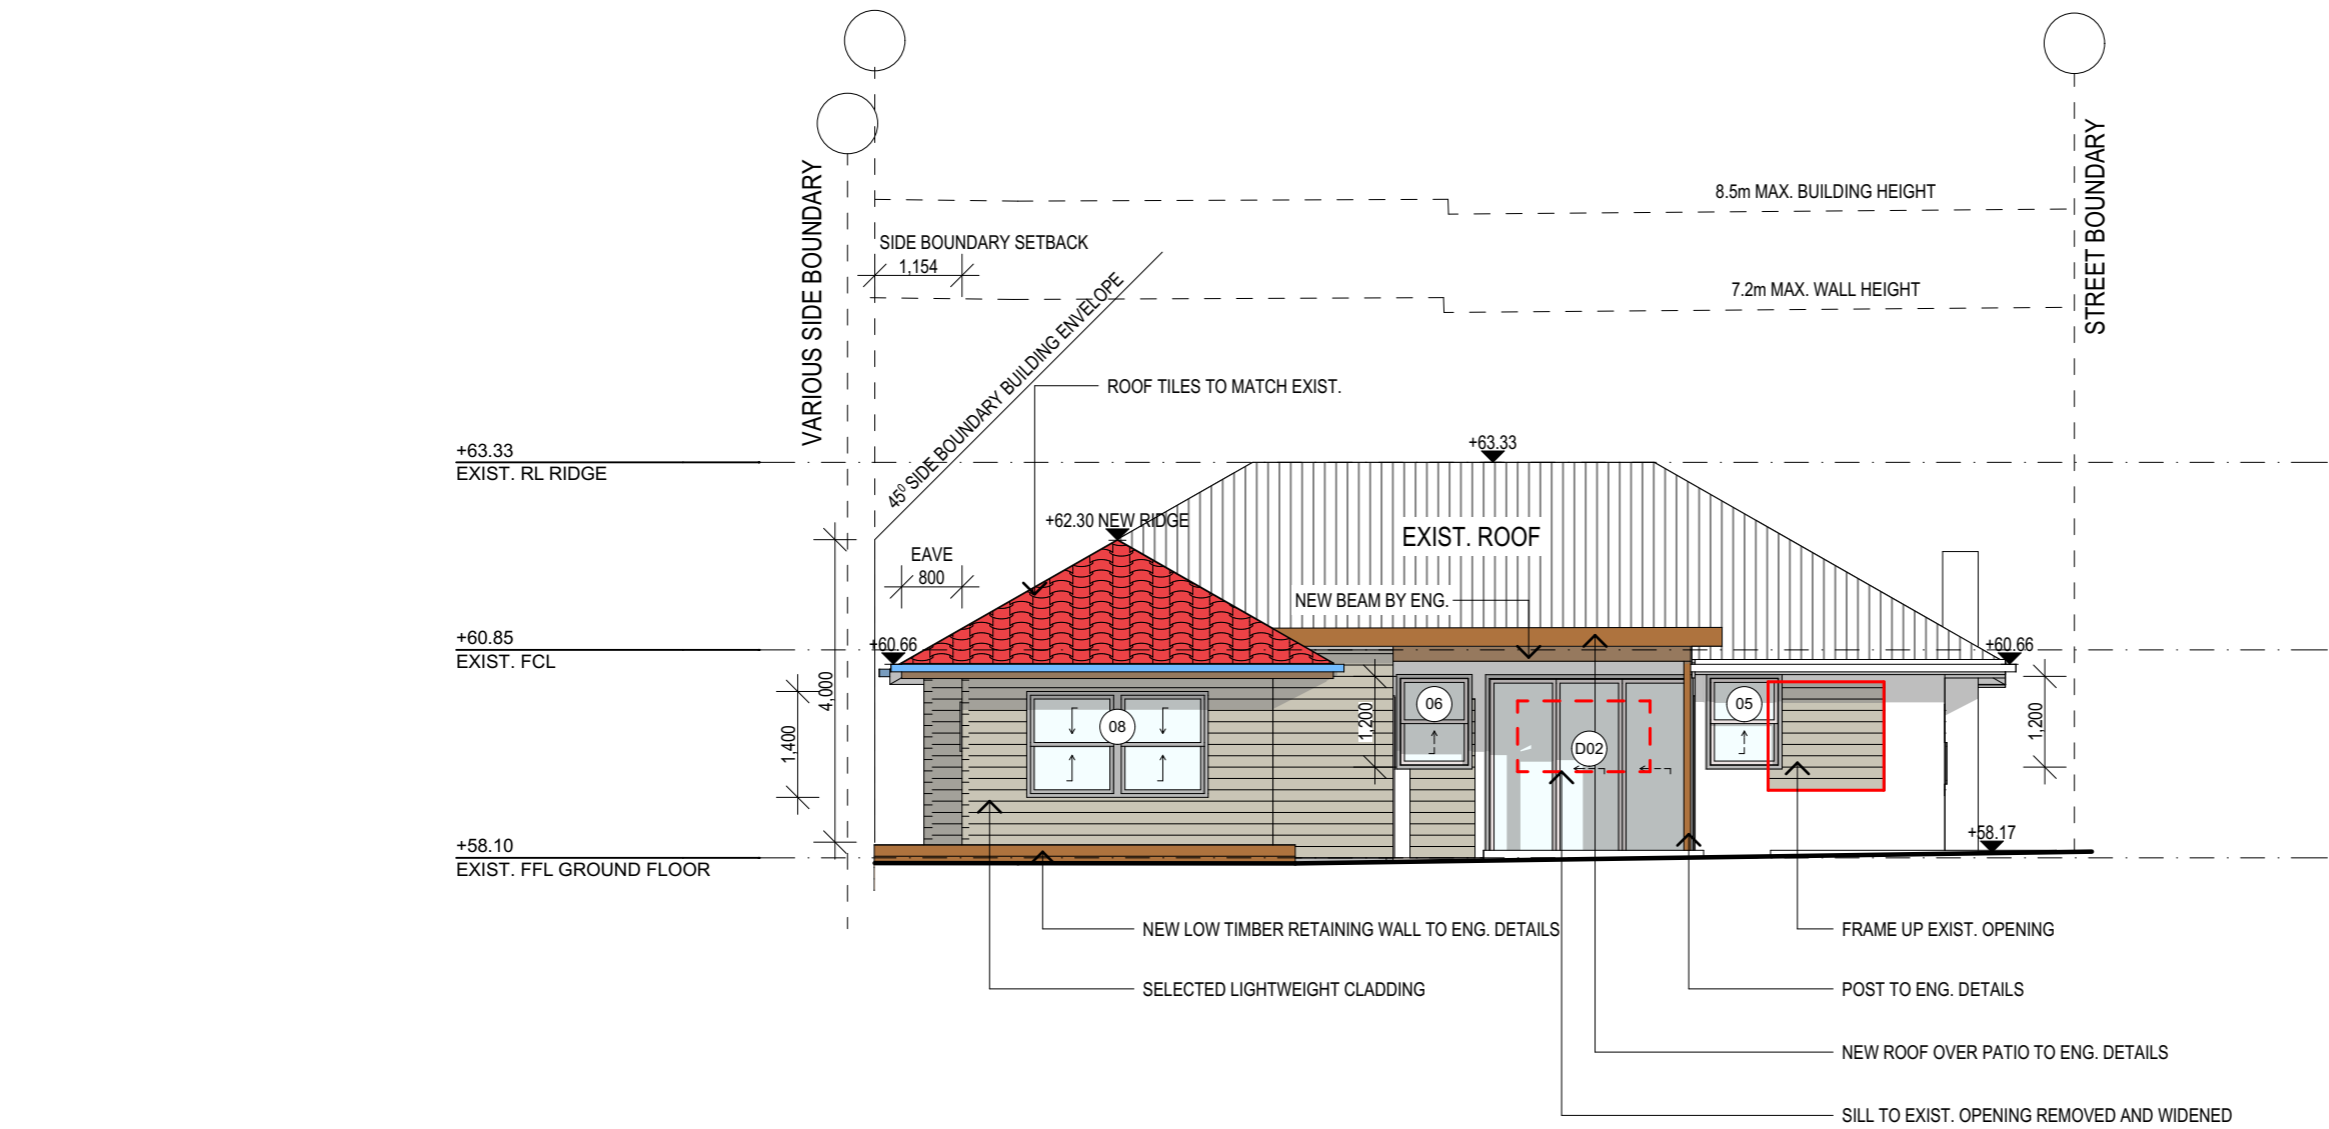 VARIOUS SIDE BOUNDARY
STREET BOUNDARY
8.5m MAX. BUILDING HEIGHT
SIDE BOUNDARY SETBACK
1,154
7.2m MAX. WALL HEIGHT
45⁰ SIDE BOUNDARY BUILDING ENVELOPE
ROOF TILES TO MATCH EXIST.
+63.33
EXIST. RL RIDGE
+63.33
+62.30 NEW RIDGE
EXIST. ROOF
EAVE
800
NEW BEAM BY ENG.
+60.85
EXIST. FCL
+60.66
+60.66
4,000
1,400
08
1,200
06
D02
05
1,200
+58.10
EXIST. FFL GROUND FLOOR
+58.17
NEW LOW TIMBER RETAINING WALL TO ENG. DETAILS
FRAME UP EXIST. OPENING
SELECTED LIGHTWEIGHT CLADDING
POST TO ENG. DETAILS
NEW ROOF OVER PATIO TO ENG. DETAILS
SILL TO EXIST. OPENING REMOVED AND WIDENED